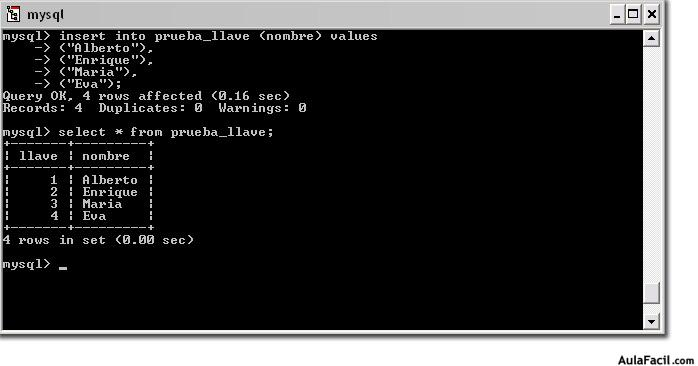 mysql
mysql> insert into prueba_llave (nombre) values
    -> ("Alberto"),
    -> ("Enrique"),
    -> ("Maria"),
    -> ("Eva");
Query OK, 4 rows affected (0.16 sec)
Records: 4  Duplicates: 0  Warnings: 0
mysql> select * from prueba_llave;
+-------+---------+
| llave | nombre  |
+-------+---------+
|     1 | Alberto |
|     2 | Enrique |
|     3 | Maria   |
|     4 | Eva     |
+-------+---------+
4 rows in set (0.00 sec)
mysql> _
AulaFacil.com